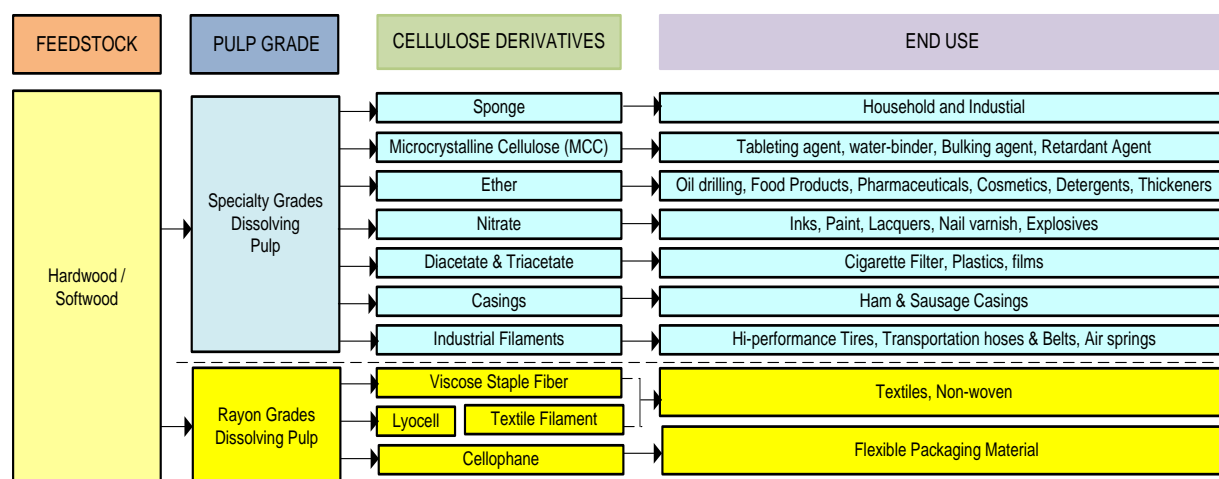 FEEDSTOCK
PULP GRADE
CELLULOSE DERIVATIVES
END USE
Hardwood /
Softwood
Specialty Grades
Dissolving
Pulp
Sponge
Household and Industial
Microcrystalline Cellulose (MCC)
Tableting agent, water-binder, Bulking agent, Retardant Agent
Ether
Oil drilling, Food Products, Pharmaceuticals, Cosmetics, Detergents, Thickeners
Nitrate
Inks, Paint, Lacquers, Nail varnish, Explosives
Diacetate & Triacetate
Cigarette Filter, Plastics, films
Casings
Ham & Sausage Casings
Industrial Filaments
Hi-performance Tires, Transportation hoses & Belts, Air springs
Rayon Grades
Dissolving Pulp
Viscose Staple Fiber
Lyocell
Textile Filament
Textiles, Non-woven
Cellophane
Flexible Packaging Material